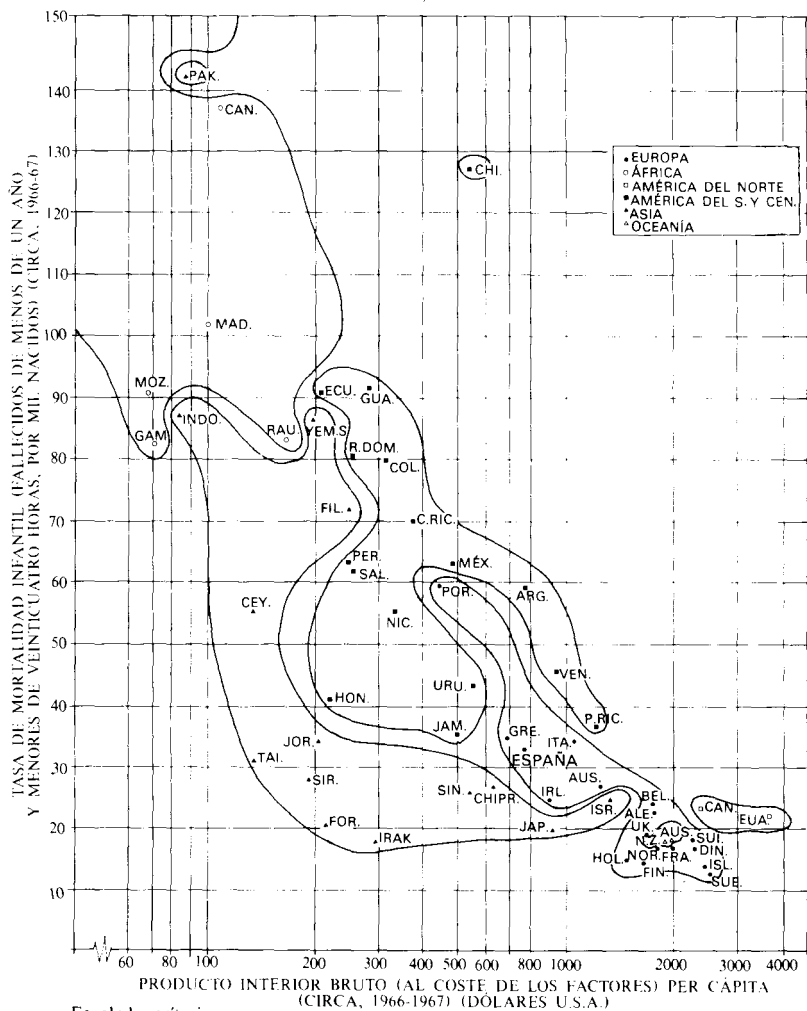 TASA DE MORTALIDAD INFANTIL (FALLECIDOS DE MENOS DE UN AÑO
Y MENORES DE VEINTICUATRO HORAS, POR MIL NACIDOS) (CIRCA, 1966-67)
150
140
130
120
110
100
90
80
70
60
50
40
30
20
10
PAK.
CAN.
CHI.
EUROPA
ÁFRICA
AMÉRICA DEL NORTE
AMÉRICA DEL S. Y CEN.
ASIA
OCEANÍA
MAD.
MOZ.
ECU.
GUA.
INDO.
GAM.
RAU.
YEM.S.
R.DOM.
COL.
FIL.
C.RIC.
PER.
SAL.
MÉX.
POR.
ARG.
CEY.
NIC.
VEN.
URU.
HON.
P.RIC.
JAM.
JOR.
GRE.
ITA.
ESPAÑA
TAI.
SIR.
SIN.
CHIPR.
IRL.
AUS.
ISR.
BEL.
CAN.
EUA.
ALE.
FOR.
IRAK
JAP.
UK.
AUS.
SUI.
N.Z.
DIN.
HOL.
NOR.
FRA.
FIN.
ISL.
SUE.
60 80 100 200 300 400 500 600 800 1000 2000 3000 4000
PRODUCTO INTERIOR BRUTO (AL COSTE DE LOS FACTORES) PER CÁPITA
(CIRCA, 1966-1967) (DÓLARES U.S.A.)